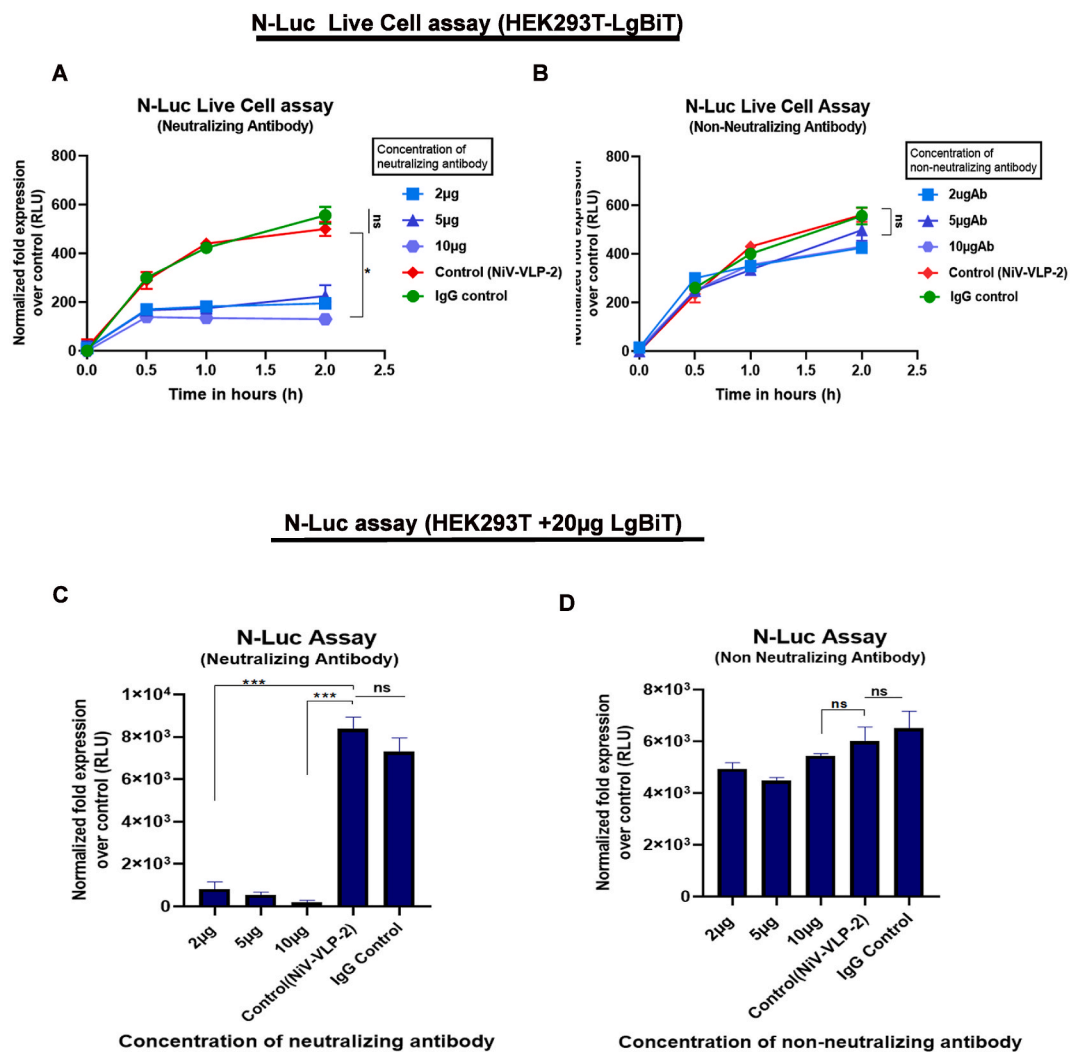 N-Luc Live Cell assay (HEK293T-LgBiT)
A
N-Luc Live Cell assay
(Neutralizing Antibody)
Normalized fold expression
over control (RLU)
800
600
400
200
0
0.0
0.5
1.0
1.5
2.0
2.5
Time in hours (h)
ns
*
Concentration of
neutralizing antibody
2µg
5µg
10µg
Control (NiV-VLP-2)
IgG control
B
N-Luc Live Cell Assay
(Non-Neutralizing Antibody)
Normalized fold expression
over control (RLU)
800
600
400
200
0
0.0
0.5
1.0
1.5
2.0
2.5
Time in hours (h)
ns
Concentration of
non-neutralizing antibody
2ugAb
5µgAb
10µgAb
Control (NiV-VLP-2)
IgG control
N-Luc assay (HEK293T +20µg LgBiT)
C
N-Luc Assay
(Neutralizing Antibody)
Normalized fold expression
over control (RLU)
1×10⁴
8×10³
6×10³
4×10³
2×10³
0
***
***
ns
2µg
5µg
10µg
Control(NiV-VLP-2)
IgG Control
Concentration of neutralizing antibody
D
N-Luc Assay
(Non Neutralizing Antibody)
Normalized fold expression
over control (RLU)
8×10³
6×10³
4×10³
2×10³
0
ns
ns
2µg
5µg
10µg
Control(NiV-VLP-2)
IgG Control
Concentration of non-neutralizing antibody